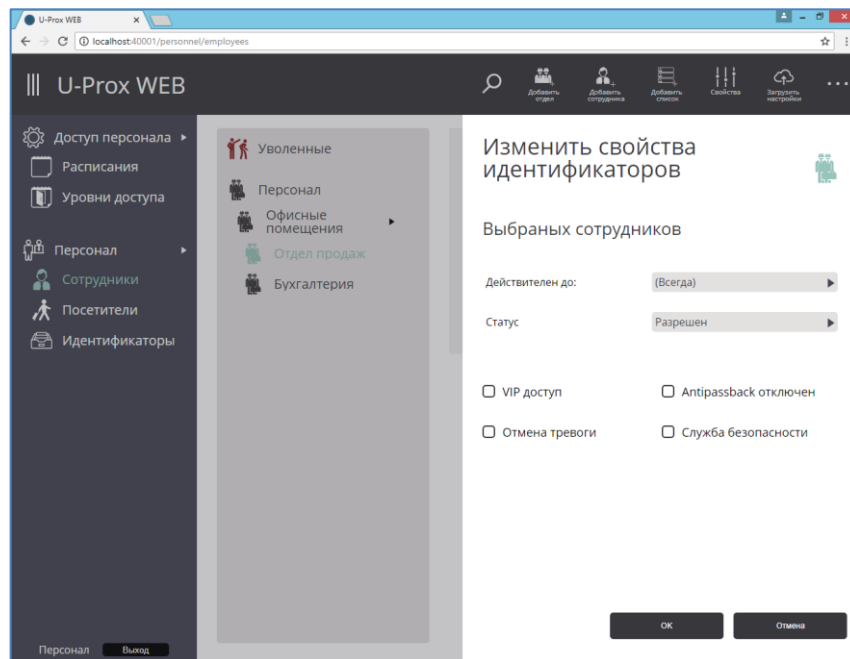 U-Prox WEB
localhost:40001/personnel/employees
U-Prox WEB
Добавить отдел
Добавить сотрудника
Добавить список
Свойства
Загрузить настройки
Доступ персонала
Расписания
Уровни доступа
Персонал
Сотрудники
Посетители
Идентификаторы
Персонал
Выход
Уволенные
Персонал
Офисные
помещения
Отдел продаж
Бухгалтерия
Изменить свойства
идентификаторов
Выбраных сотрудников
Действителен до:
(Всегда)
Статус
Разрешен
VIP доступ
Antipassback отключен
Отмена тревоги
Служба безопасности
OK
Отмена